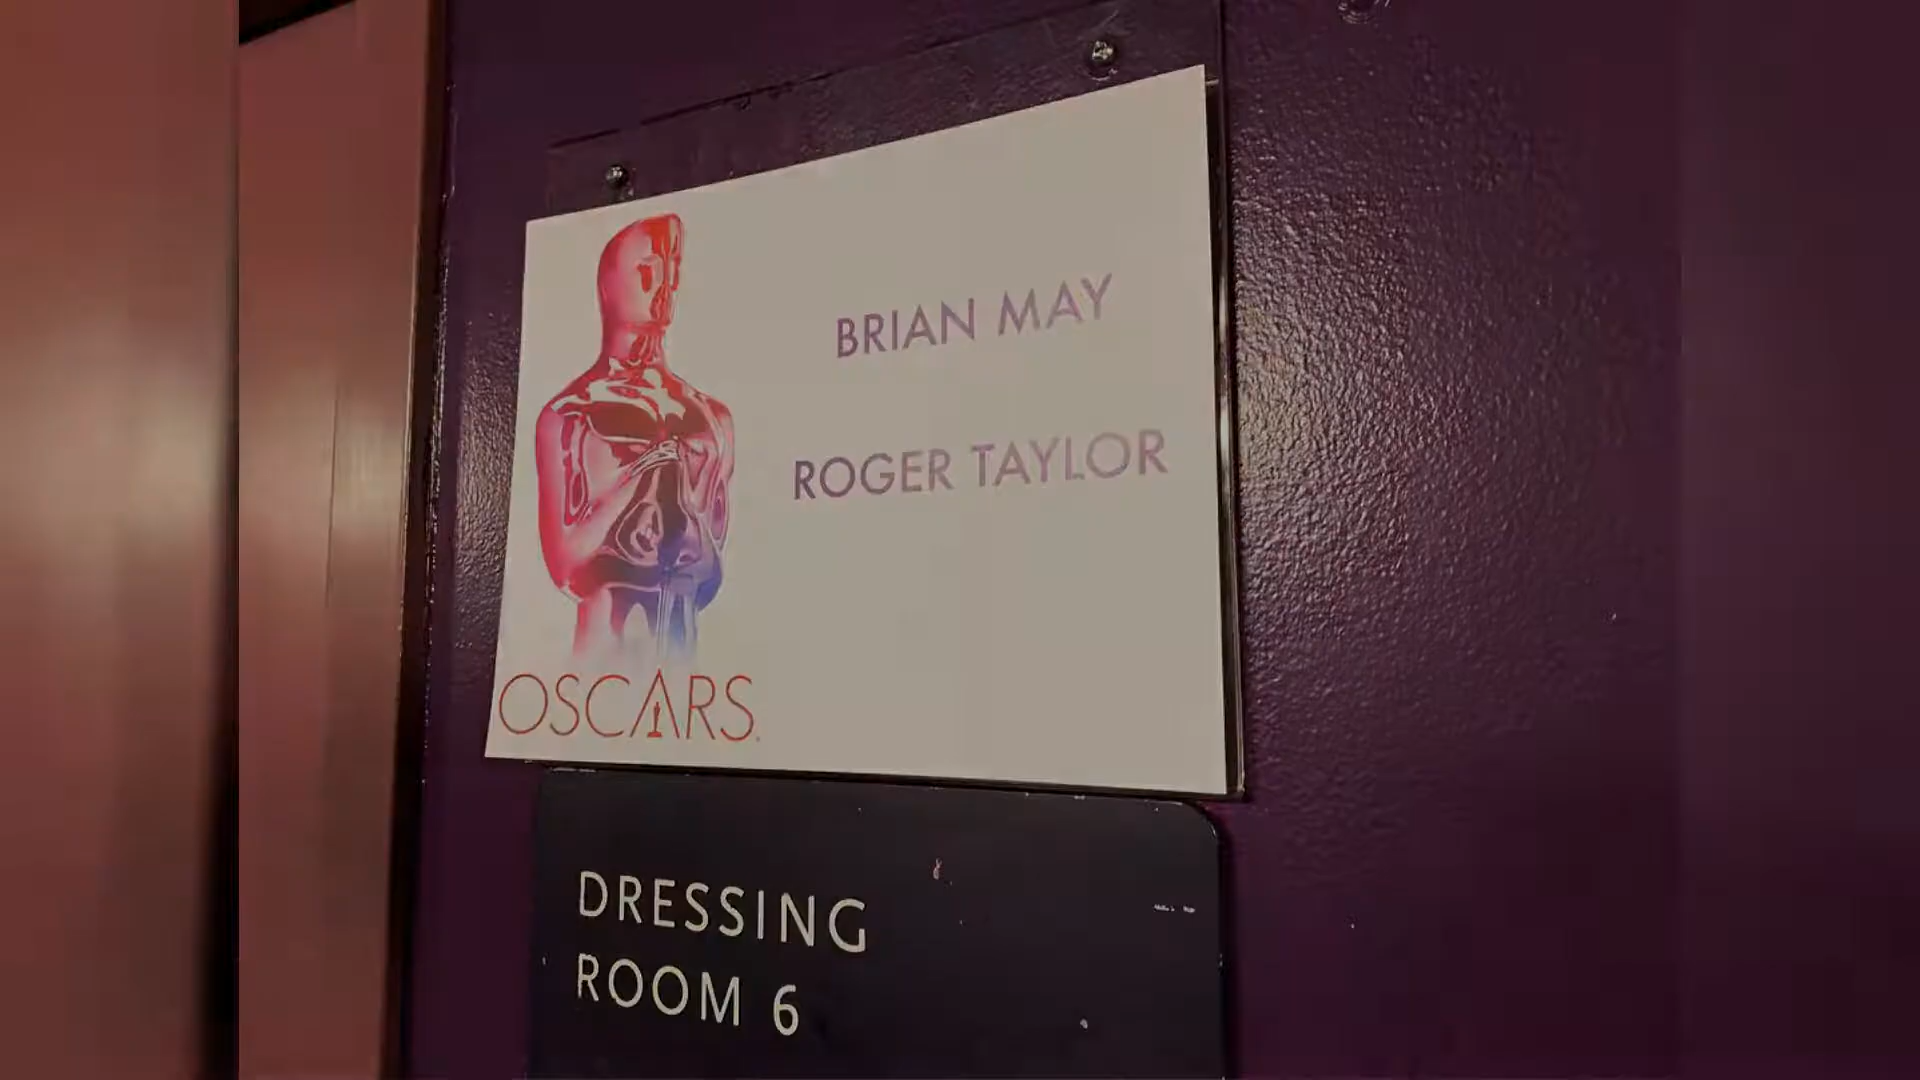 BRIAN MAY
ROGER TAYLOR
OSCARS
DRESSING
ROOM 6